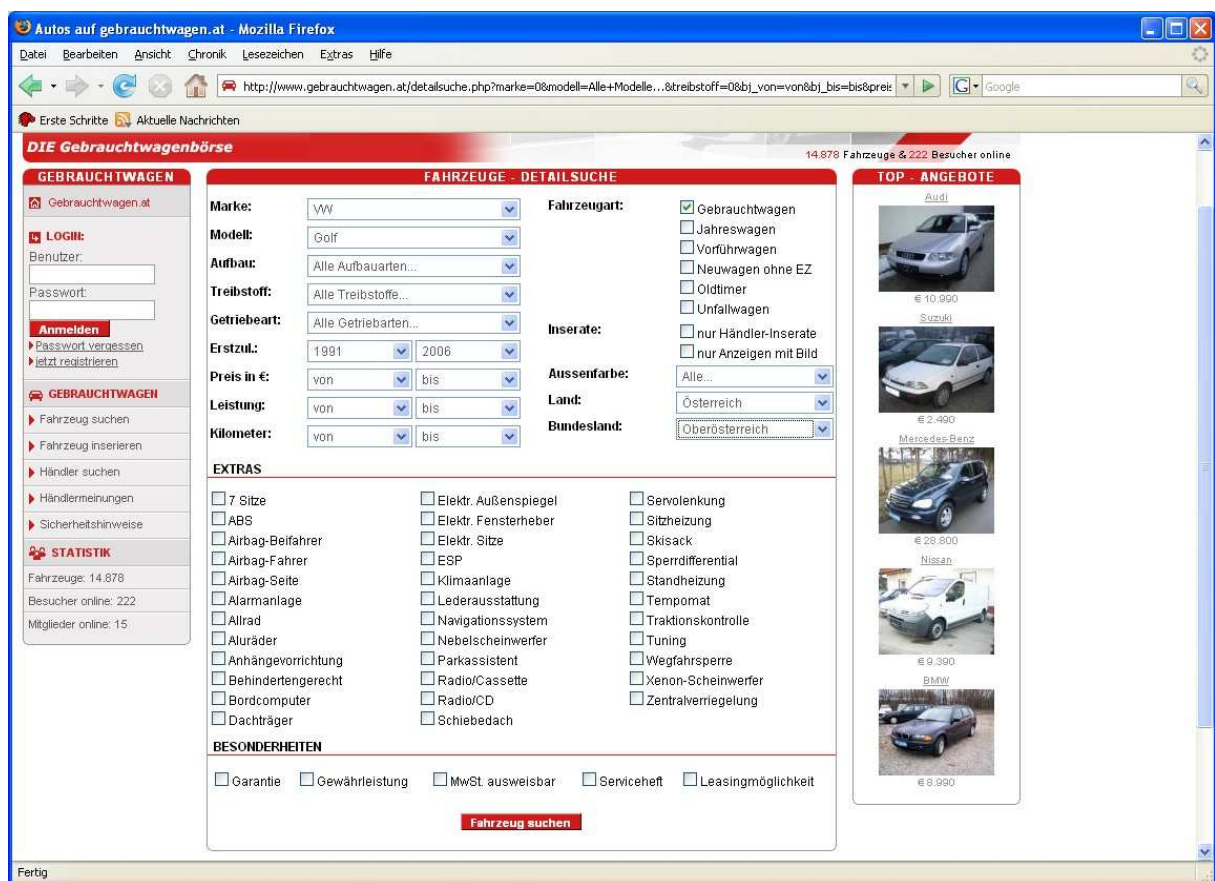 Autos auf gebrauchtwagen.at - Mozilla Firefox
Datei Bearbeiten Ansicht Chronik Lesezeichen Extras Hilfe
http://www.gebrauchtwagen.at/detailsuche.php?marke=0&modell=Alle+Modelle...&treibstoff=0&bj_von=von&bj_bis=bis&preis
G Google
Erste Schritte Aktuelle Nachrichten
DIE Gebrauchtwagenbörse
14.878 Fahrzeuge & 222 Besucher online
GEBRAUCHTWAGEN
Gebrauchtwagen.at
LOGIN:
Benutzer:
Passwort:
Anmelden
Passwort vergessen
jetzt registrieren
GEBRAUCHTWAGEN
Fahrzeug suchen
Fahrzeug inserieren
Händler suchen
Händlermeinungen
Sicherheitshinweise
STATISTIK
Fahrzeuge: 14.878
Besucher online: 222
Mitglieder online: 15
FAHRZEUGE - DETAILSUCHE
Marke: VW
Modell: Golf
Aufbau: Alle Aufbauarten...
Treibstoff: Alle Treibstoffe...
Getriebeart: Alle Getriebarten...
Erstzul.: 1991 2006
Preis in €: von bis
Leistung: von bis
Kilometer: von bis
Fahrzeugart: Gebrauchtwagen
Jahreswagen
Vorführwagen
Neuwagen ohne EZ
Oldtimer
Unfallwagen
Inserate: nur Händler-Inserate
nur Anzeigen mit Bild
Aussenfarbe: Alle...
Land: Österreich
Bundesland: Oberösterreich
EXTRAS
7 Sitze
ABS
Airbag-Beifahrer
Airbag-Fahrer
Airbag-Seite
Alarmanlage
Allrad
Aluräder
Anhängevorrichtung
Behindertengerecht
Bordcomputer
Dachträger
Elektr. Außenspiegel
Elektr. Fensterheber
Elektr. Sitze
ESP
Klimaanlage
Lederausstattung
Navigationssystem
Nebelscheinwerfer
Parkassistent
Radio/Cassette
Radio/CD
Schiebedach
Servolenkung
Sitzheizung
Skisack
Sperrdifferential
Standheizung
Tempomat
Traktionskontrolle
Tuning
Wegfahrsperre
Xenon-Scheinwerfer
Zentralverriegelung
BESONDERHEITEN
Garantie Gewährleistung MwSt. ausweisbar Serviceheft Leasingmöglichkeit
Fahrzeug suchen
TOP - ANGEBOTE
Audi
€ 10.990
Suzuki
€ 2.490
Mercedes-Benz
€ 28.800
Nissan
€ 9.390
BMW
€ 8.990
Fertig